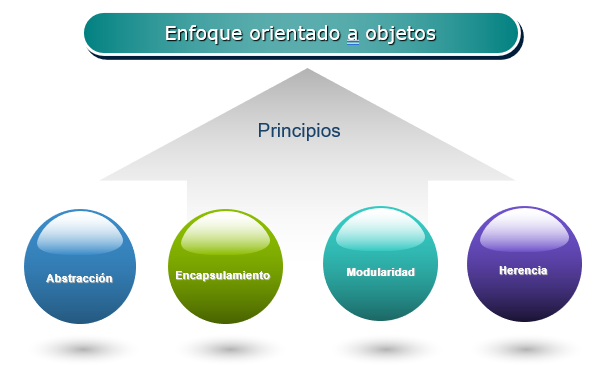 Enfoque orientado a objetos
Principios
Abstracción
Encapsulamiento
Modularidad
Herencia